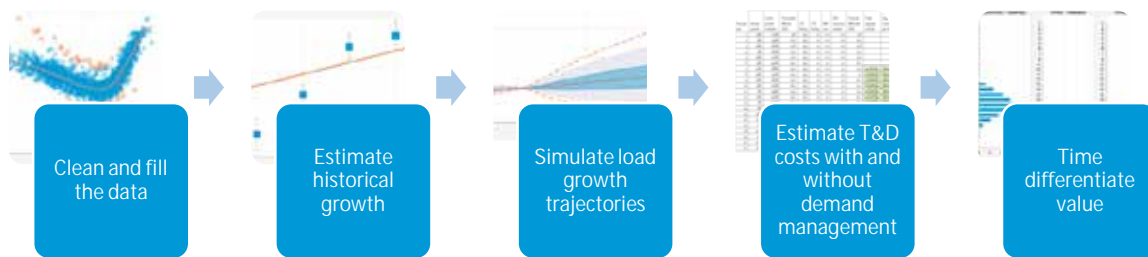 Clean and fill
the data
Estimate
historical
growth
Simulate load
growth
trajectories
Estimate T&D
costs with and
without
demand
management
Time
differentiate
value